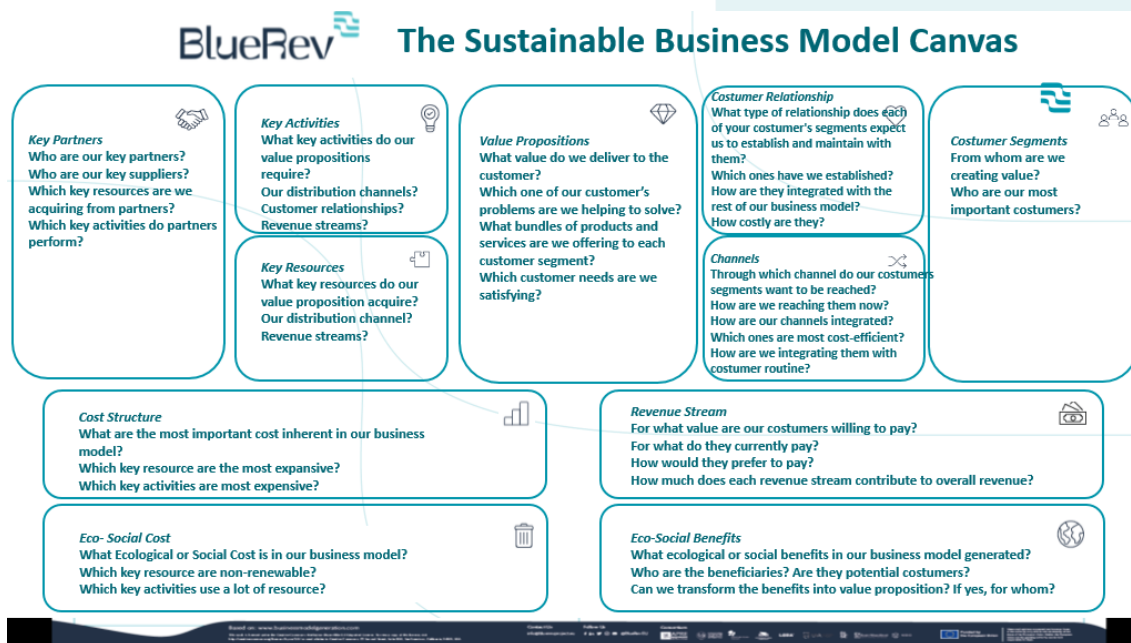 BlueRev
The Sustainable Business Model Canvas
Key Partners
Who are our key partners?
Who are our key suppliers?
Which key resources are we
acquiring from partners?
Which key activities do partners
perform?
Key Activities
What key activities do our
value propositions
require?
Our distribution channels?
Customer relationships?
Revenue streams?
Key Resources
What key resources do our
value proposition acquire?
Our distribution channel?
Revenue streams?
Value Propositions
What value do we deliver to the
customer?
Which one of our customer's
problems are we helping to solve?
What bundles of products and
services are we offering to each
customer segment?
Which customer needs are we
satisfying?
Costumer Relationship
What type of relationship does each
of your costumer's segments expect
us to establish and maintain with
them?
Which ones have we established?
How are they integrated with the
rest of our business model?
How costly are they?
Channels
Through which channel do our costumers
segments want to be reached?
How are we reaching them now?
How are our channels integrated?
Which ones are most cost-efficient?
How are we integrating them with
costumer routine?
Costumer Segments
From whom are we
creating value?
Who are our most
important costumers?
Cost Structure
What are the most important cost inherent in our business
model?
Which key resource are the most expansive?
Which key activities are most expensive?
Revenue Stream
For what value are our costumers willing to pay?
For what do they currently pay?
How would they prefer to pay?
How much does each revenue stream contribute to overall revenue?
Eco- Social Cost
What Ecological or Social Cost is in our business model?
Which key resource are non-renewable?
Which key activities use a lot of resource?
Eco-Social Benefits
What ecological or social benefits in our business model generated?
Who are the beneficiaries? Are they potential costumers?
Can we transform the benefits into value proposition? If yes, for whom?
Based on: www.businessmodelgeneration.com